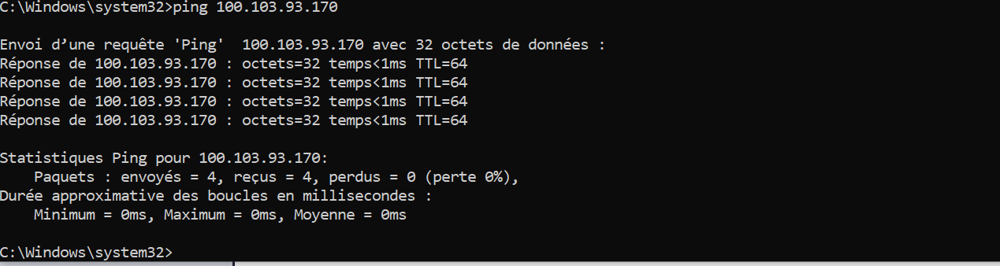 C:\Windows\system32>ping 100.103.93.170
Envoi d’une requête 'Ping'  100.103.93.170 avec 32 octets de données :
Réponse de 100.103.93.170 : octets=32 temps<1ms TTL=64
Réponse de 100.103.93.170 : octets=32 temps<1ms TTL=64
Réponse de 100.103.93.170 : octets=32 temps<1ms TTL=64
Réponse de 100.103.93.170 : octets=32 temps<1ms TTL=64
Statistiques Ping pour 100.103.93.170:
    Paquets : envoyés = 4, reçus = 4, perdus = 0 (perte 0%),
Durée approximative des boucles en millisecondes :
    Minimum = 0ms, Maximum = 0ms, Moyenne = 0ms
C:\Windows\system32>